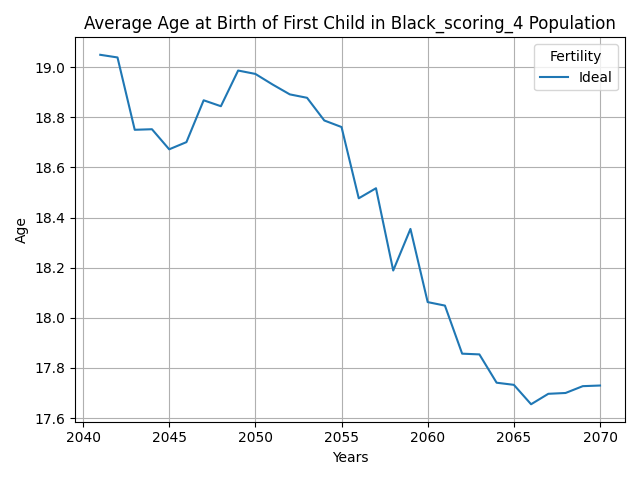 Average Age at Birth of First Child in Black_scoring_4 Population
Fertility
Ideal
19.0
18.8
18.6
18.4
18.2
18.0
17.8
17.6
Age
2040 2045 2050 2055 2060 2065 2070
Years